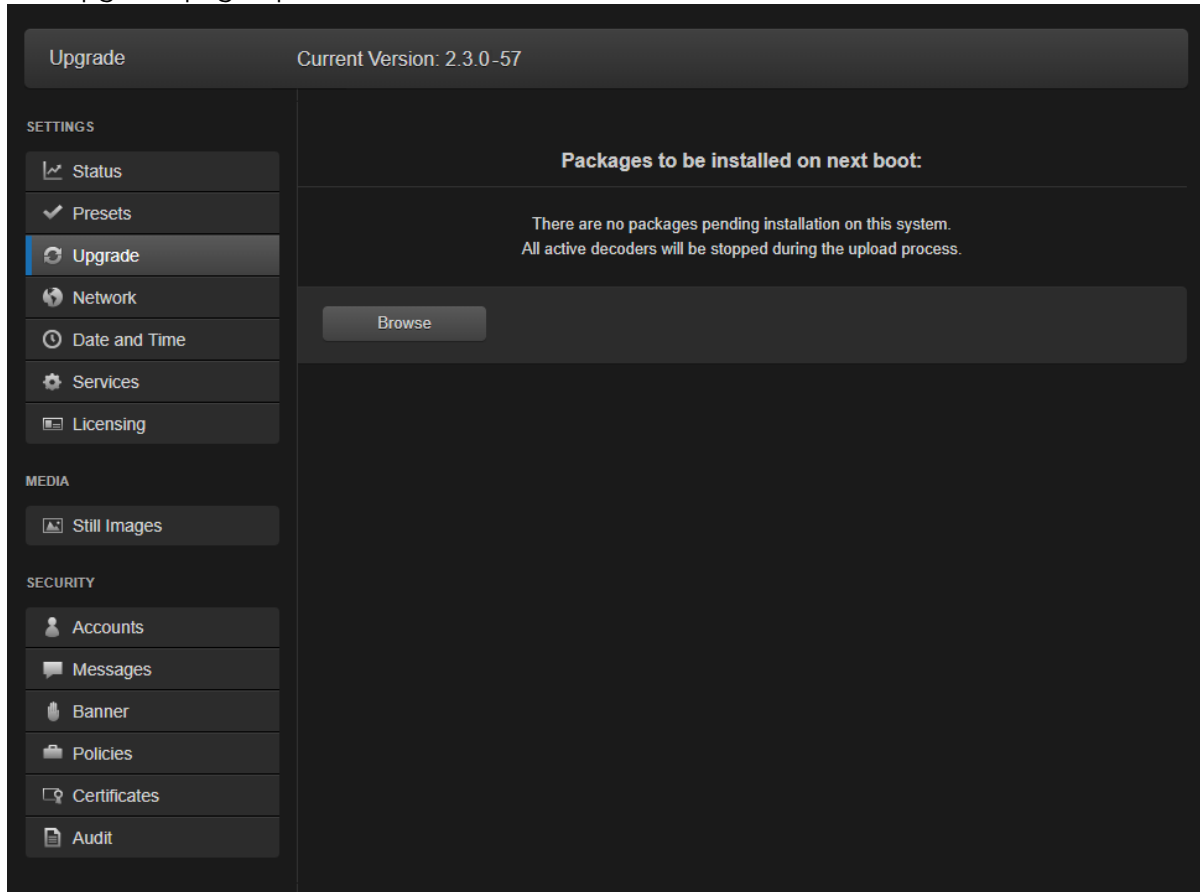 Upgrade
Current Version: 2.3.0-57
SETTINGS
Status
Presets
Upgrade
Network
Date and Time
Services
Licensing
MEDIA
Still Images
SECURITY
Accounts
Messages
Banner
Policies
Certificates
Audit
Packages to be installed on next boot:
There are no packages pending installation on this system.
All active decoders will be stopped during the upload process.
Browse